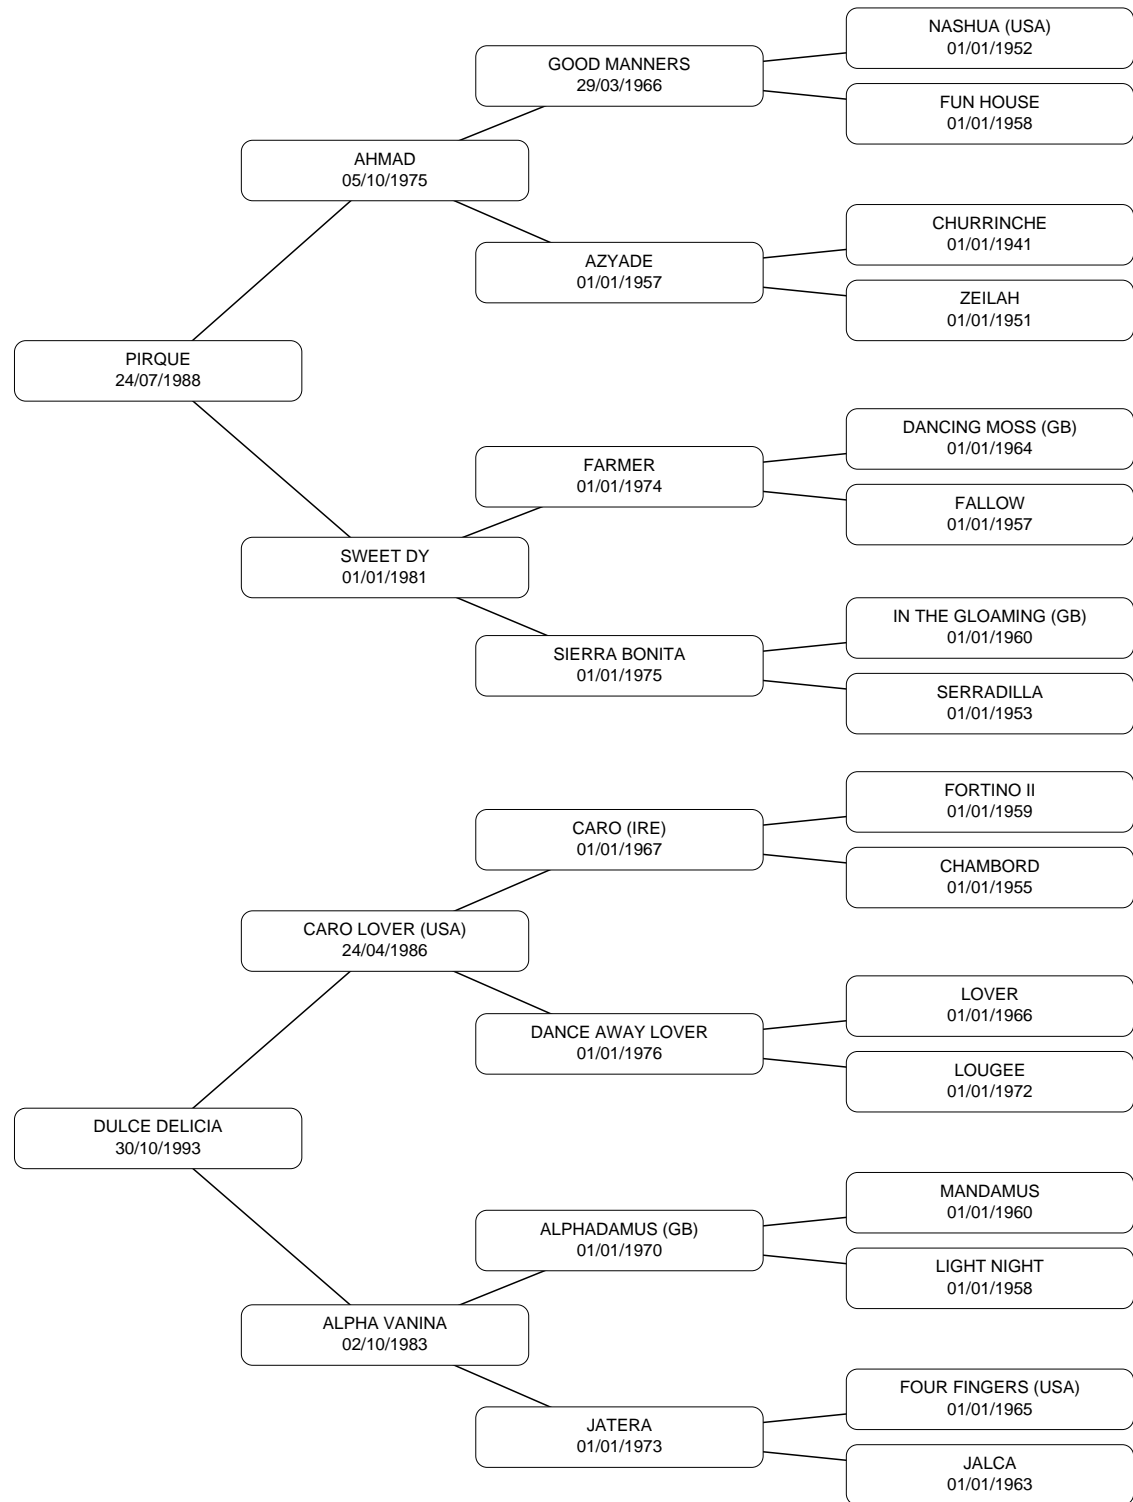 NASHUA (USA)
01/01/1952
GOOD MANNERS
29/03/1966
FUN HOUSE
01/01/1958
AHMAD
05/10/1975
CHURRINCHE
01/01/1941
AZYADE
01/01/1957
ZEILAH
01/01/1951
PIRQUE
24/07/1988
DANCING MOSS (GB)
01/01/1964
FARMER
01/01/1974
FALLOW
01/01/1957
SWEET DY
01/01/1981
IN THE GLOAMING (GB)
01/01/1960
SIERRA BONITA
01/01/1975
SERRADILLA
01/01/1953
FORTINO II
01/01/1959
CARO (IRE)
01/01/1967
CHAMBORD
01/01/1955
CARO LOVER (USA)
24/04/1986
LOVER
01/01/1966
DANCE AWAY LOVER
01/01/1976
LOUGEE
01/01/1972
DULCE DELICIA
30/10/1993
MANDAMUS
01/01/1960
ALPHADAMUS (GB)
01/01/1970
LIGHT NIGHT
01/01/1958
ALPHA VANINA
02/10/1983
FOUR FINGERS (USA)
01/01/1965
JATERA
01/01/1973
JALCA
01/01/1963